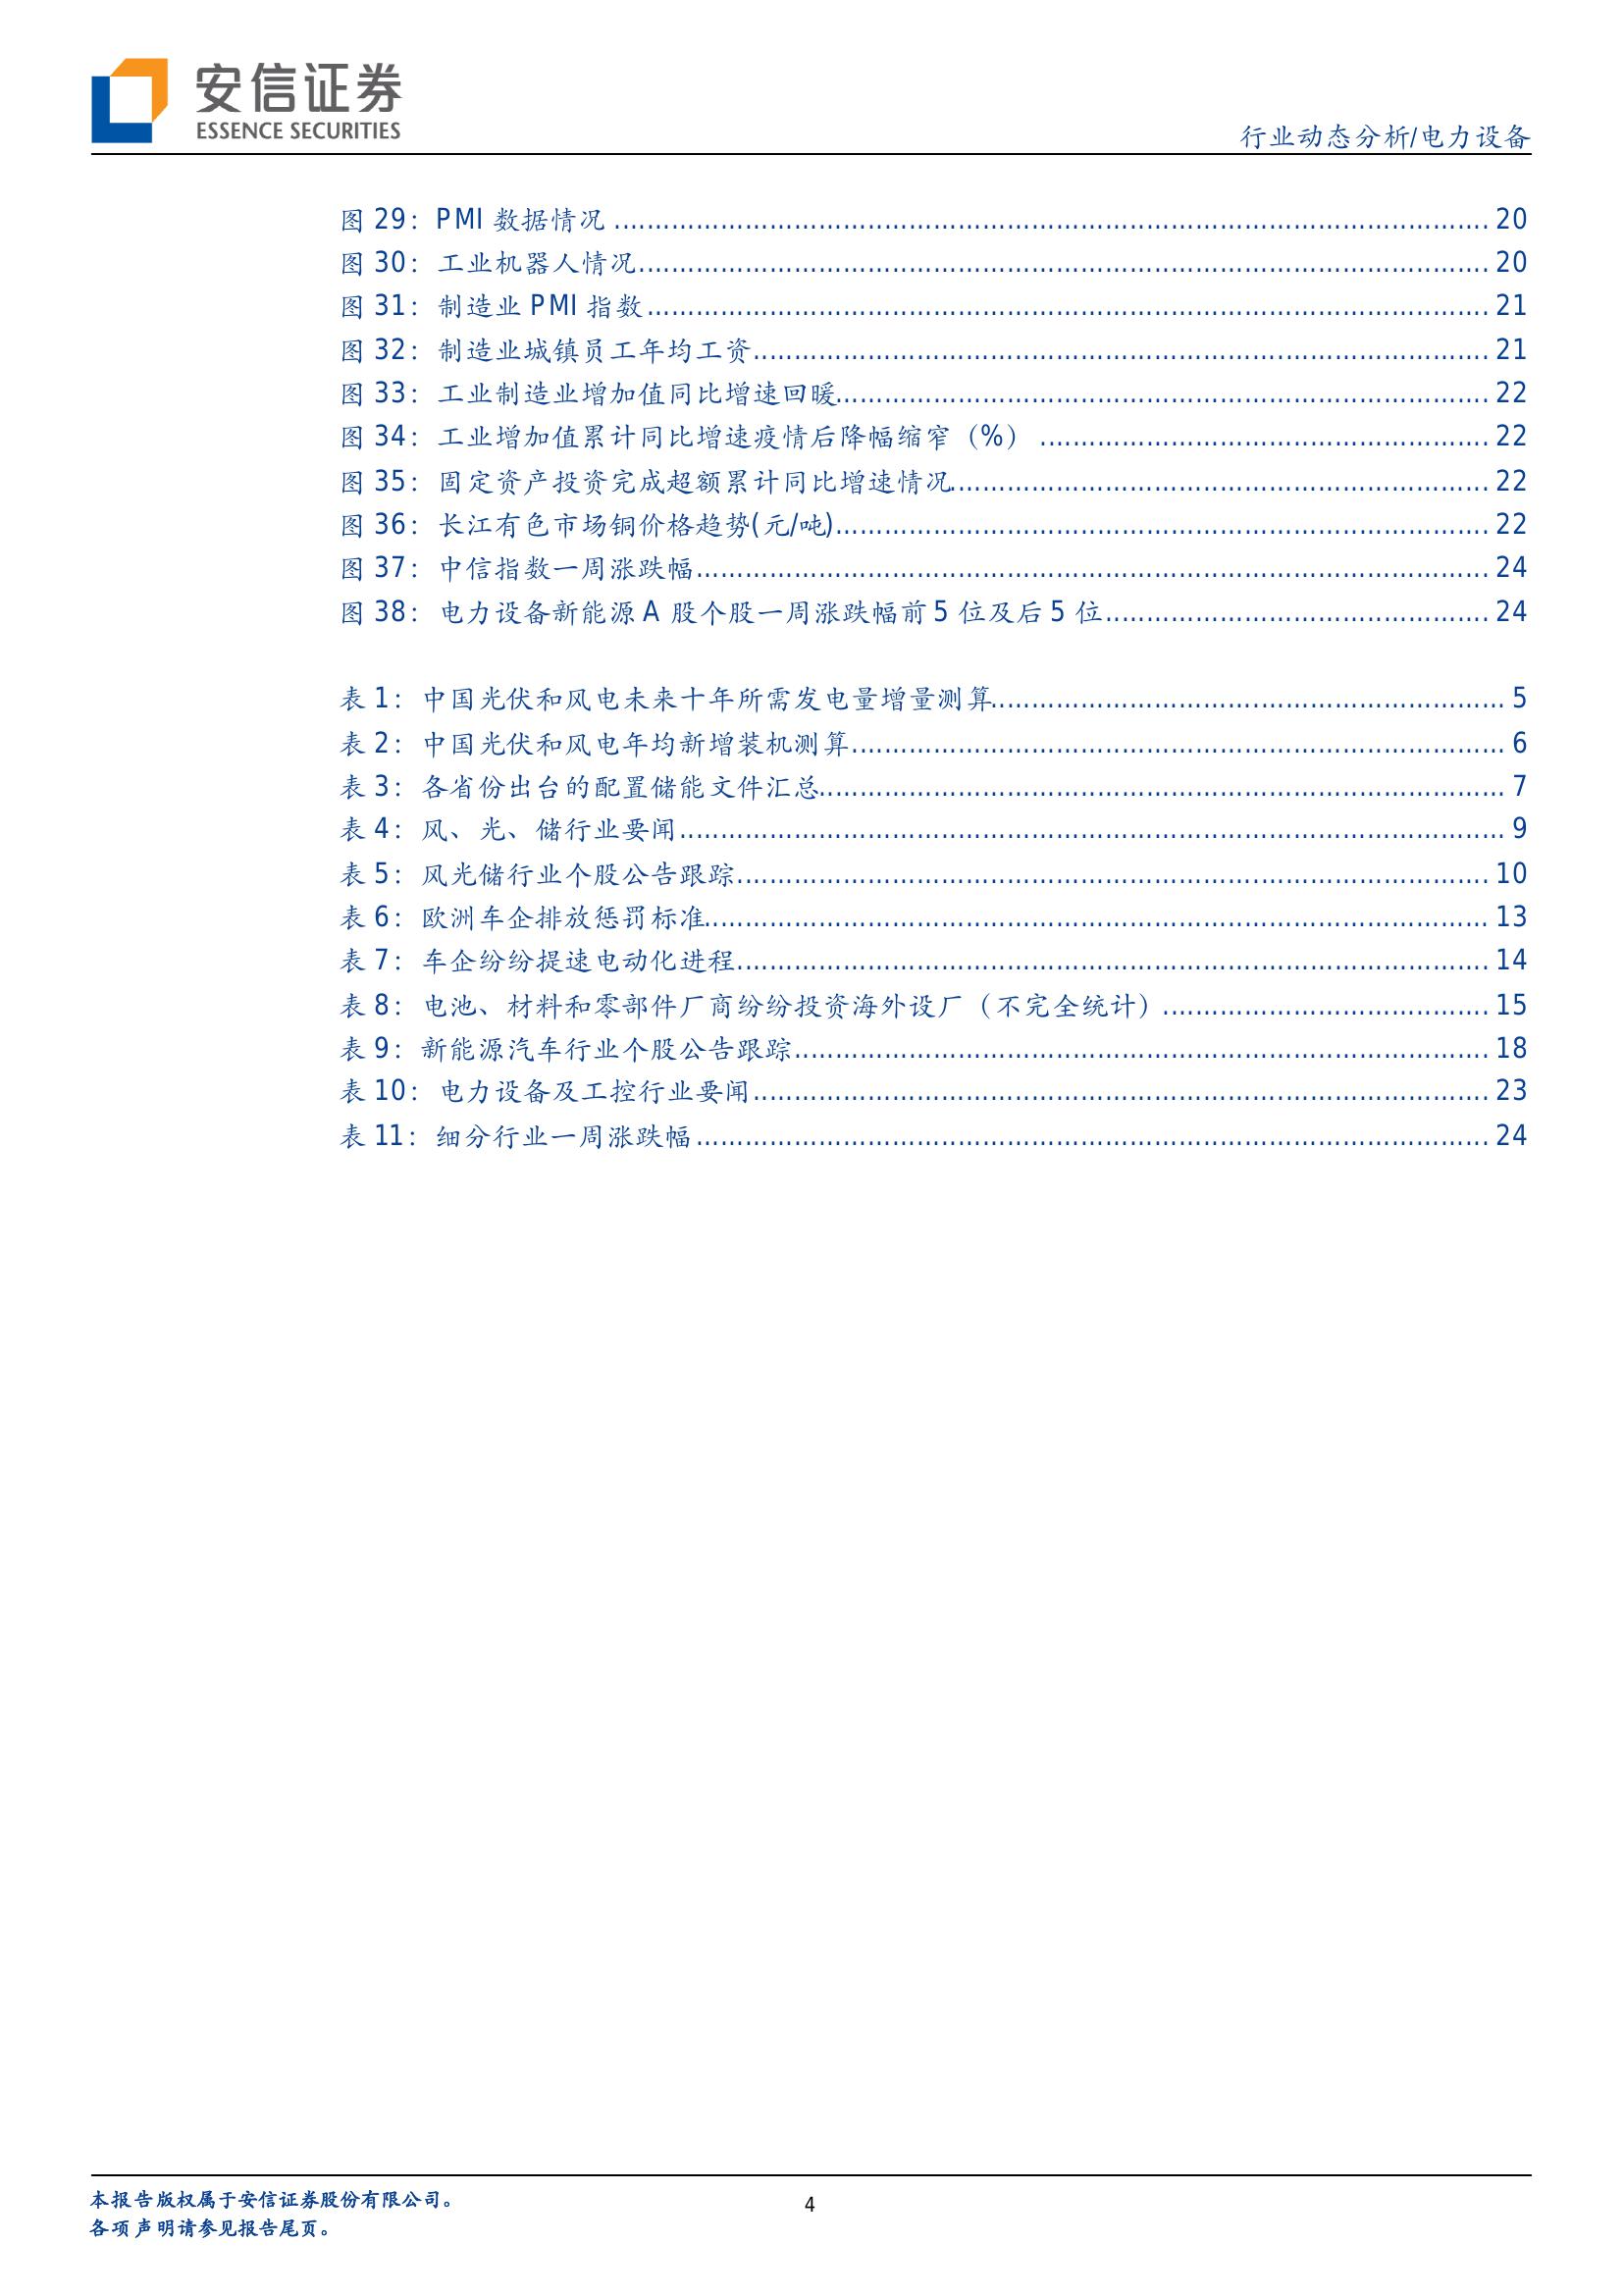 安信证券
ESSENCE SECURITIES
行业动态分析/电力设备
图 29：PMI 数据情况 ........................................ 20
图 30：工业机器人情况........................................ 20
图 31：制造业 PMI 指数........................................ 21
图 32：制造业城镇员工年均工资........................................ 21
图 33：工业制造业增加值同比增速回暖........................................ 22
图 34：工业增加值累计同比增速疫情后降幅缩窄（%） ........................................ 22
图 35：固定资产投资完成超额累计同比增速情况........................................ 22
图 36：长江有色市场铜价格趋势(元/吨)........................................ 22
图 37：中信指数一周涨跌幅........................................ 24
图 38：电力设备新能源 A 股个股一周涨跌幅前 5 位及后 5 位........................................ 24
表 1：中国光伏和风电未来十年所需发电量增量测算........................................ 5
表 2：中国光伏和风电年均新增装机测算........................................ 6
表 3：各省份出台的配置储能文件汇总........................................ 7
表 4：风、光、储行业要闻........................................ 9
表 5：风光储行业个股公告跟踪........................................ 10
表 6：欧洲车企排放惩罚标准........................................ 13
表 7：车企纷纷提速电动化进程........................................ 14
表 8：电池、材料和零部件厂商纷纷投资海外设厂（不完全统计）........................................ 15
表 9：新能源汽车行业个股公告跟踪........................................ 18
表 10：电力设备及工控行业要闻........................................ 23
表 11：细分行业一周涨跌幅........................................ 24
本报告版权属于安信证券股份有限公司。
各项声明请参见报告尾页。
4